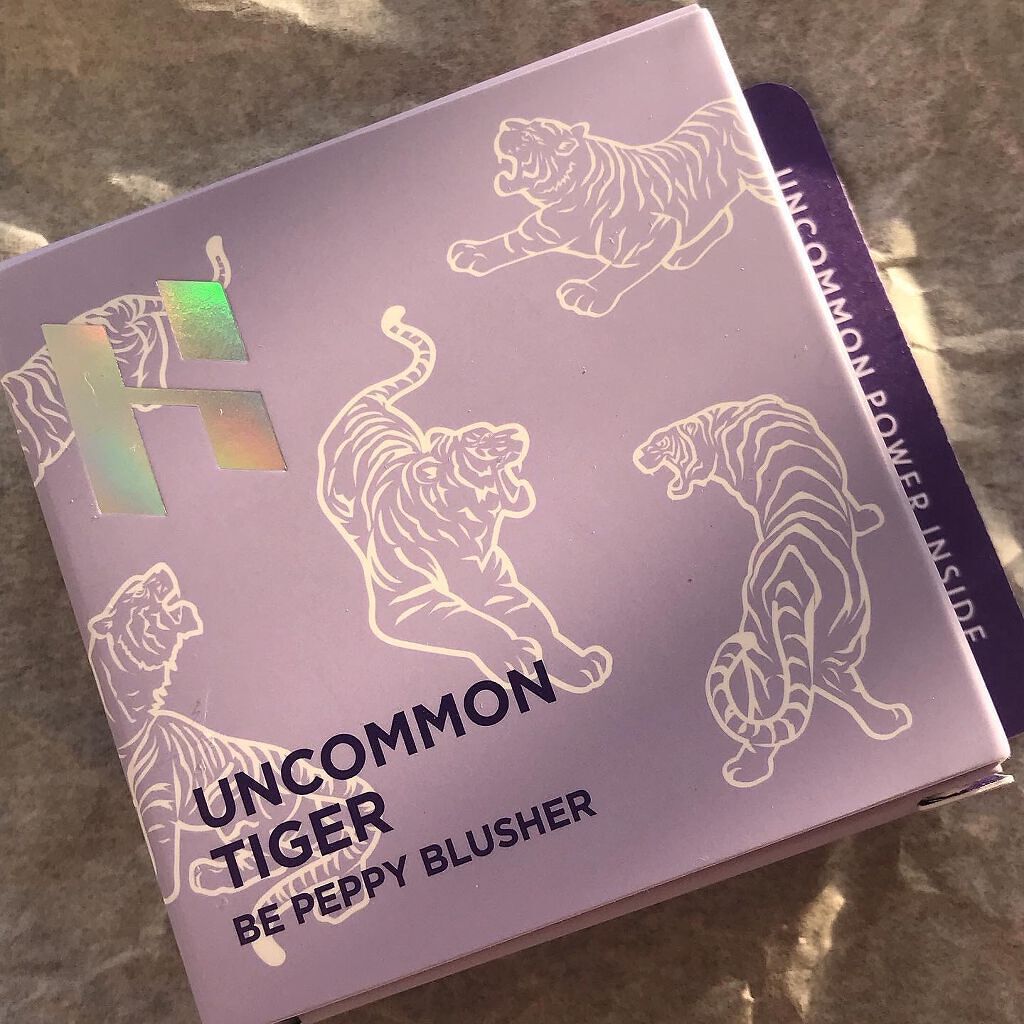 UNCOMMON POWER INSIDE
UNCOMMON
TIGER
BE PEPPY BLUSHER